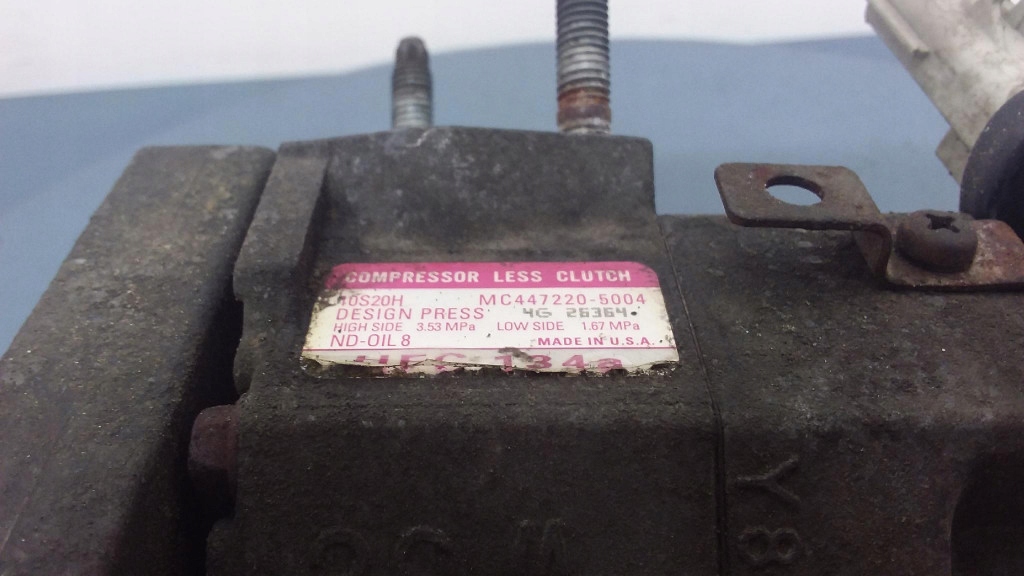 COMPRESSOR LESS CLUTCH
10S20H MC447220-5004
DESIGN PRESS 4G 26364
HIGH SIDE 3.53 MPa LOW SIDE 1.67 MPa
ND-OIL 8 MADE IN U.S.A.
HFC 134a
Y8